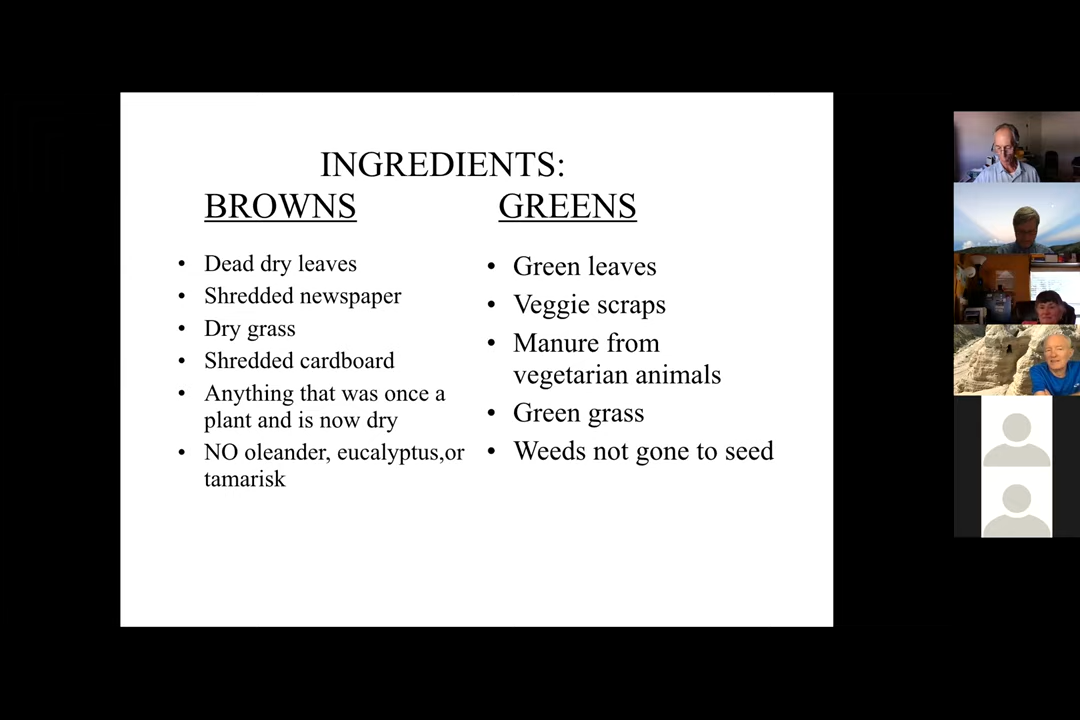 INGREDIENTS:
BROWNS
GREENS
Dead dry leaves
Shredded newspaper
Dry grass
Shredded cardboard
Anything that was once a
plant and is now dry
NO oleander, eucalyptus,or
tamarisk
Green leaves
Veggie scraps
Manure from
vegetarian animals
Green grass
Weeds not gone to seed